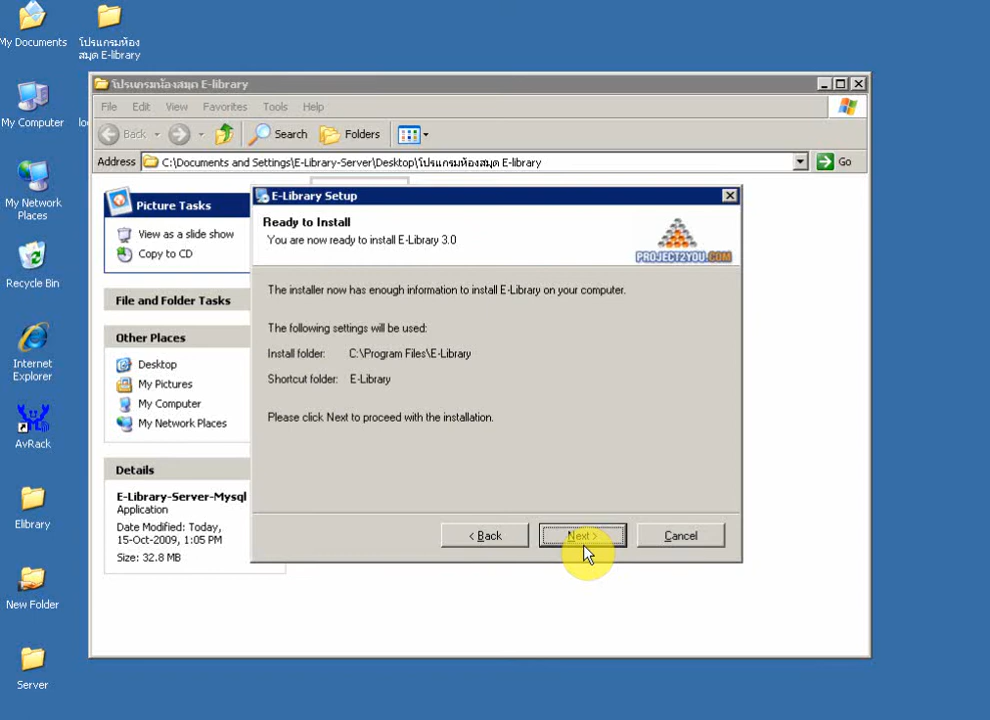 My Documents
โปรแกรมห้อง
สมุด E-library
My Computer
My Network
Places
Recycle Bin
Internet
Explorer
AvRack
Elibrary
New Folder
Server
โปรแกรมห้องสมุด E-library
File Edit View Favorites Tools Help
Back Search Folders
Address C:\Documents and Settings\E-Library-Server\Desktop\โปรแกรมห้องสมุด E-library Go
Picture Tasks
View as a slide show
Copy to CD
File and Folder Tasks
Other Places
Desktop
My Pictures
My Computer
My Network Places
Details
E-Library-Server-Mysql
Application
Date Modified: Today,
15-Oct-2009, 1:05 PM
Size: 32.8 MB
E-Library Setup
Ready to Install
You are now ready to install E-Library 3.0
PROJECT2YOU.COM
The installer now has enough information to install E-Library on your computer.
The following settings will be used:
Install folder: C:\Program Files\E-Library
Shortcut folder: E-Library
Please click Next to proceed with the installation.
< Back Next > Cancel